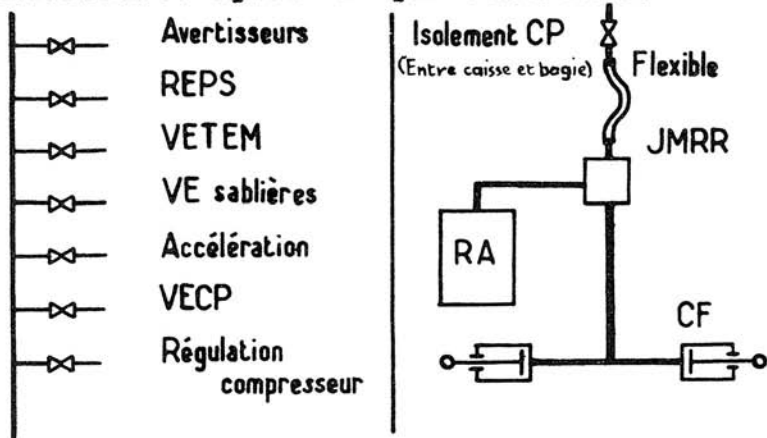 Avertisseurs
REPS
VETEM
VE sablières
Accélération
VECP
Régulation
compresseur
Isolement CP
(Entre caisse et bogie)
Flexible
JMRR
RA
CF